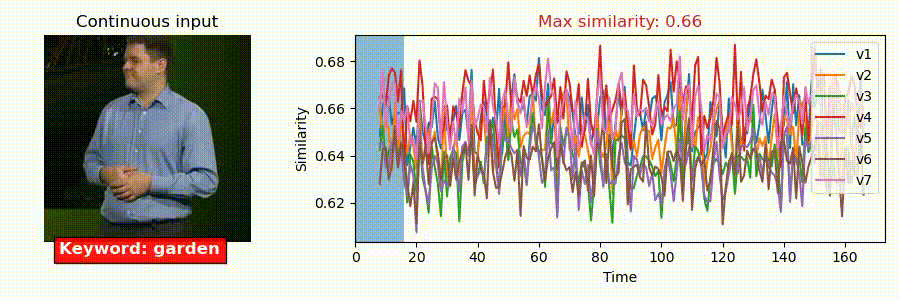 Continuous input
Keyword: garden
Max similarity: 0.66
Similarity
0.68
0.66
0.64
0.62
0 20 40 60 80 100 120 140 160
Time
v1
v2
v3
v4
v5
v6
v7